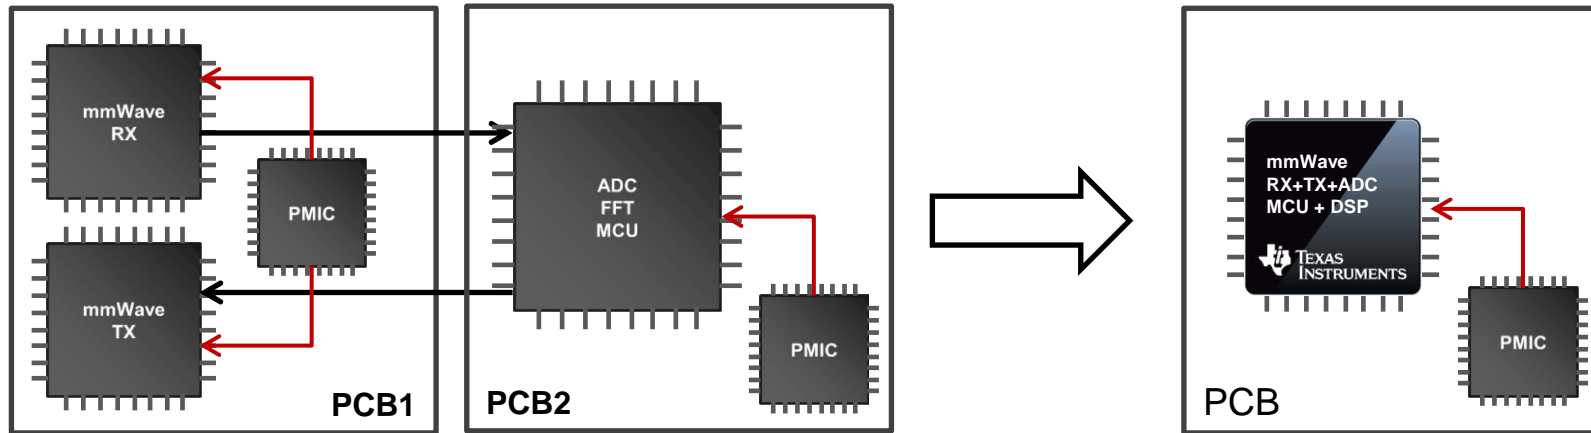 mmWave
RX
PMIC
mmWave
TX
PCB1
ADC
FFT
MCU
PMIC
PCB2
mmWave
RX+TX+ADC
MCU + DSP
TEXAS
INSTRUMENTS
PMIC
PCB